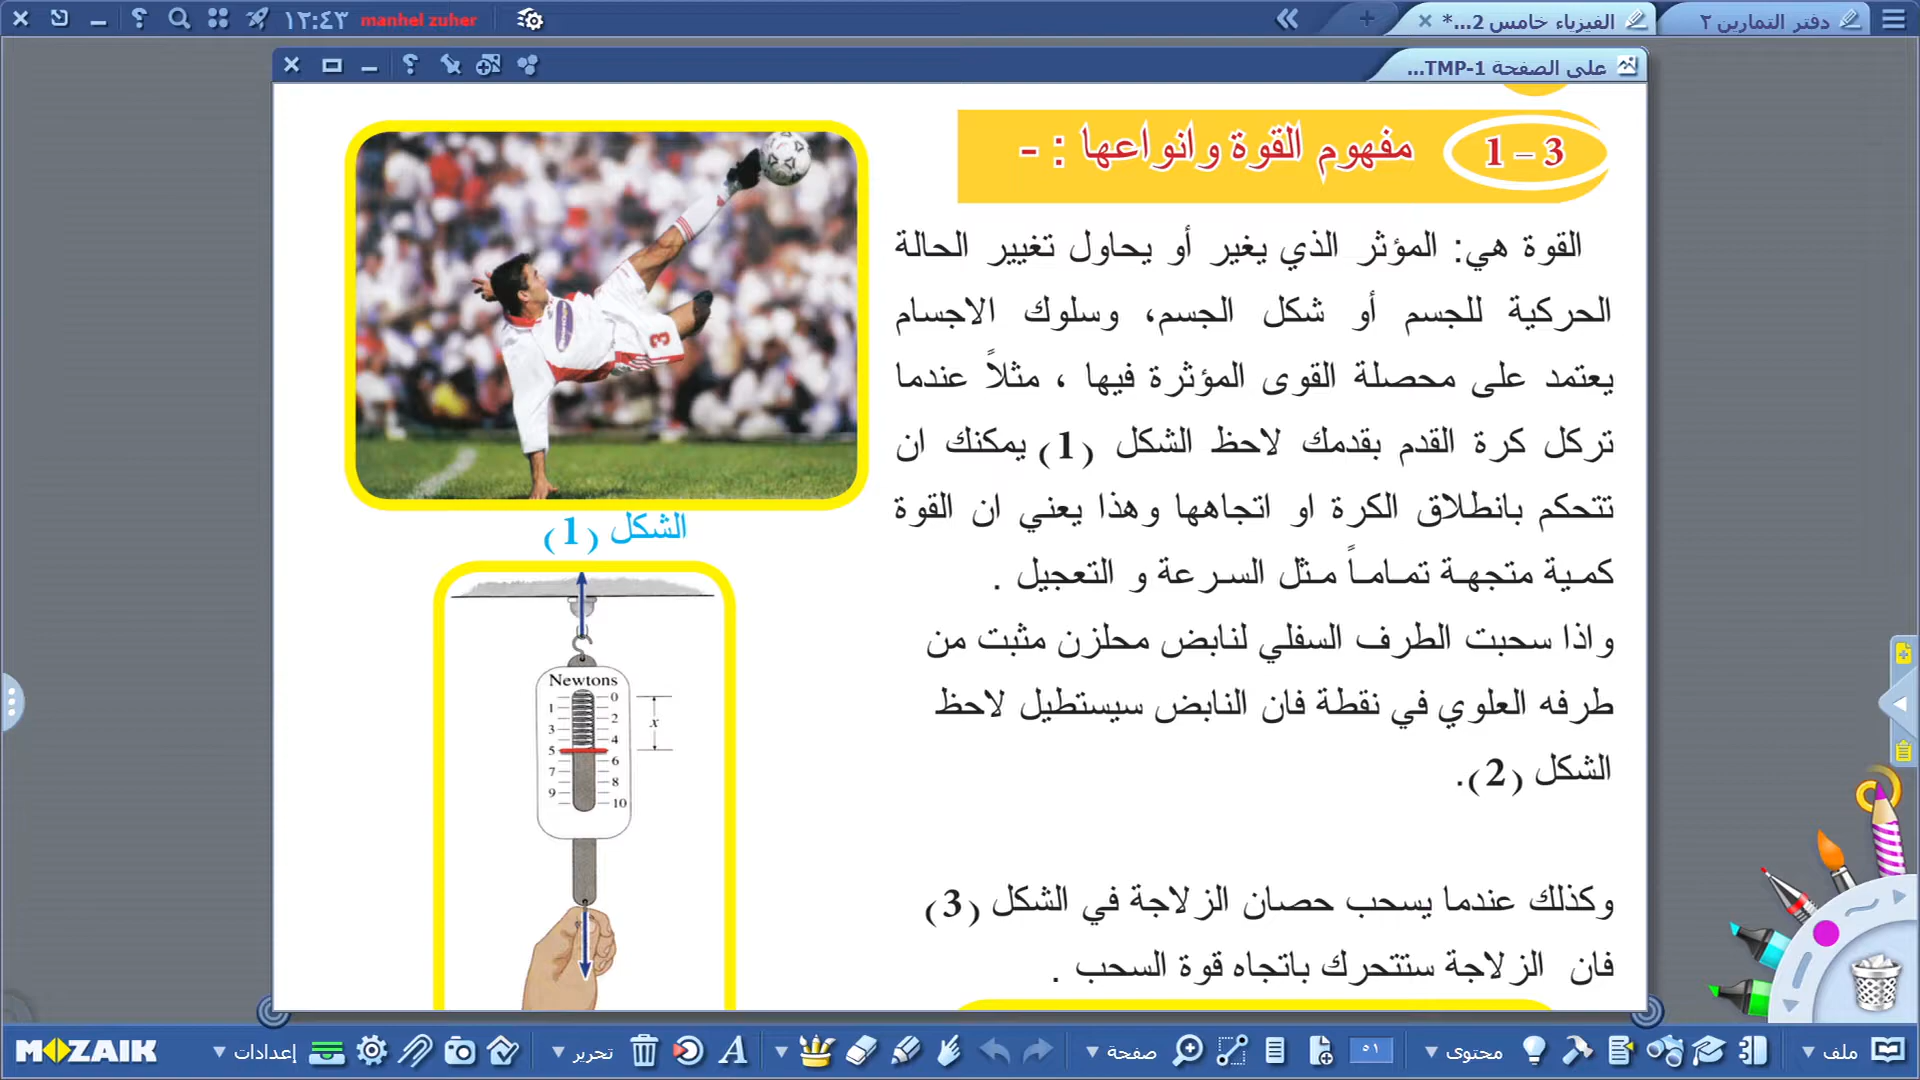 دفتر التمارين ٢
الفيزياء خامس 2...*
manhel zuher
١٢:٤٣
على الصفحة TMP-1...
1 – 3
مفهوم القوة وانواعها : -
القوة هي: المؤثر الذي يغير أو يحاول تغيير الحالة
الحركية للجسم أو شكل الجسم، وسلوك الاجسام
يعتمد على محصلة القوى المؤثرة فيها ، مثلاً عندما
تركل كرة القدم بقدمك لاحظ الشكل (1) يمكنك ان
تتحكم بانطلاق الكرة او اتجاهها وهذا يعني ان القوة
كمية متجهة تماماً مثل السرعة و التعجيل .
واذا سحبت الطرف السفلي لنابض محلزن مثبت من
طرفه العلوي في نقطة فان النابض سيستطيل لاحظ
الشكل (2).
وكذلك عندما يسحب حصان الزلاجة في الشكل (3)
فان الزلاجة ستتحرك باتجاه قوة السحب .
3
الشكل (1)
Newtons
0
1
2
3
4
5
6
7
8
9
10
x
ملف
محتوى
٥١
صفحة
A
تحرير
إعدادات
MOZAIK